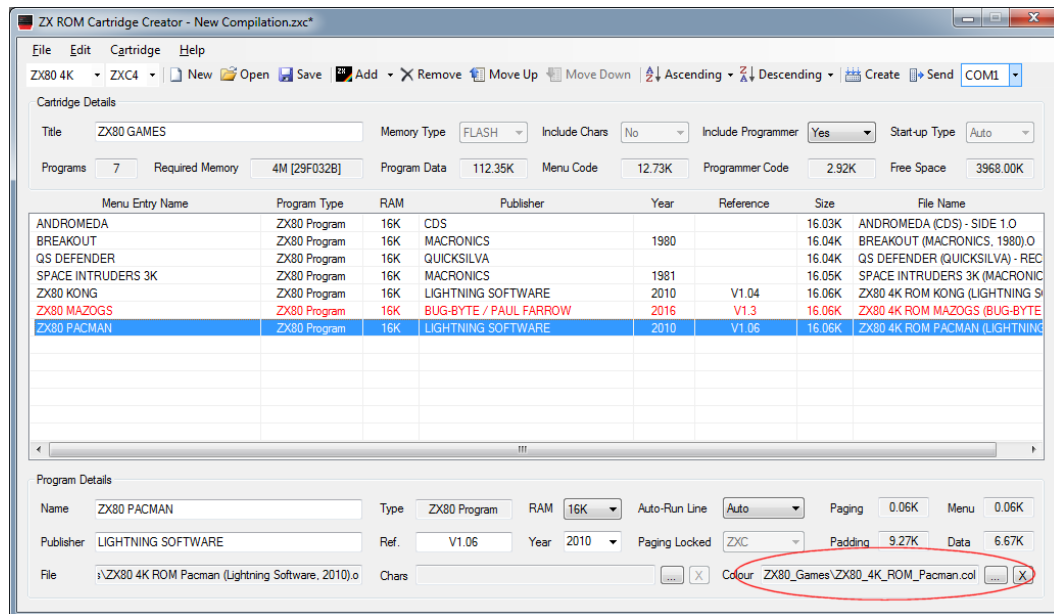 ZX ROM Cartridge Creator - New Compilation.zxc*
File Edit Cartridge Help
ZX80 4K ZXC4 New Open Save Add Remove Move Up Move Down Ascending Descending Create Send COM1
Cartridge Details
Title ZX80 GAMES Memory Type FLASH Include Chars No Include Programmer Yes Start-up Type Auto
Programs 7 Required Memory 4M [29F032B] Program Data 112.35K Menu Code 12.73K Programmer Code 2.92K Free Space 3968.00K
Menu Entry Name Program Type RAM Publisher Year Reference Size File Name
ANDROMEDA ZX80 Program 16K CDS 16.03K ANDROMEDA (CDS) - SIDE 1.O
BREAKOUT ZX80 Program 16K MACRONICS 1980 16.04K BREAKOUT (MACRONICS, 1980).O
QS DEFENDER ZX80 Program 16K QUICKSILVA 16.04K QS DEFENDER (QUICKSILVA) - REC
SPACE INTRUDERS 3K ZX80 Program 16K MACRONICS 1981 16.05K SPACE INTRUDERS 3K (MACRONIC
ZX80 KONG ZX80 Program 16K LIGHTNING SOFTWARE 2010 V1.04 16.06K ZX80 4K ROM KONG (LIGHTNING S
ZX80 MAZOGS ZX80 Program 16K BUG-BYTE / PAUL FARROW 2016 V1.3 16.06K ZX80 4K ROM MAZOGS (BUG-BYTE
ZX80 PACMAN ZX80 Program 16K LIGHTNING SOFTWARE 2010 V1.06 16.06K ZX80 4K ROM PACMAN (LIGHTNING
Program Details
Name ZX80 PACMAN Type ZX80 Program RAM 16K Auto-Run Line Auto Paging 0.06K Menu 0.06K
Publisher LIGHTNING SOFTWARE Ref. V1.06 Year 2010 Paging Locked ZXC Padding 9.27K Data 6.67K
File s\ZX80 4K ROM Pacman (Lightning Software, 2010).o Chars ... X Colour ZX80_Games\ZX80_4K_ROM_Pacman.col ... X